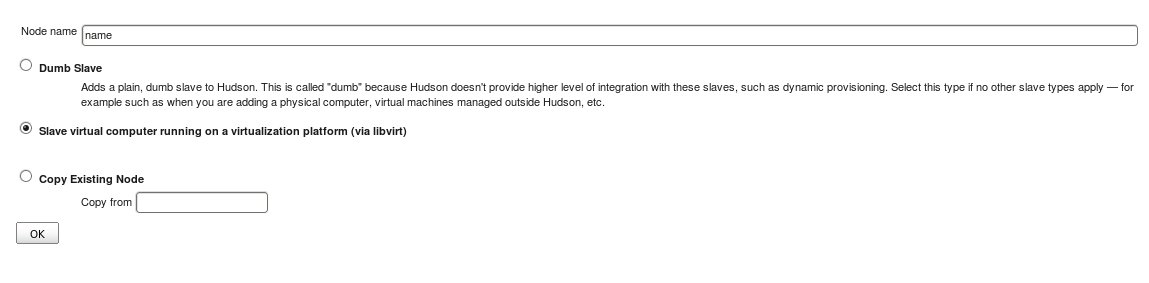 Node name name
Dumb Slave
Adds a plain, dumb slave to Hudson. This is called "dumb" because Hudson doesn't provide higher level of integration with these slaves, such as dynamic provisioning. Select this type if no other slave types apply — for
example such as when you are adding a physical computer, virtual machines managed outside Hudson, etc.
Slave virtual computer running on a virtualization platform (via libvirt)
Copy Existing Node
Copy from
OK